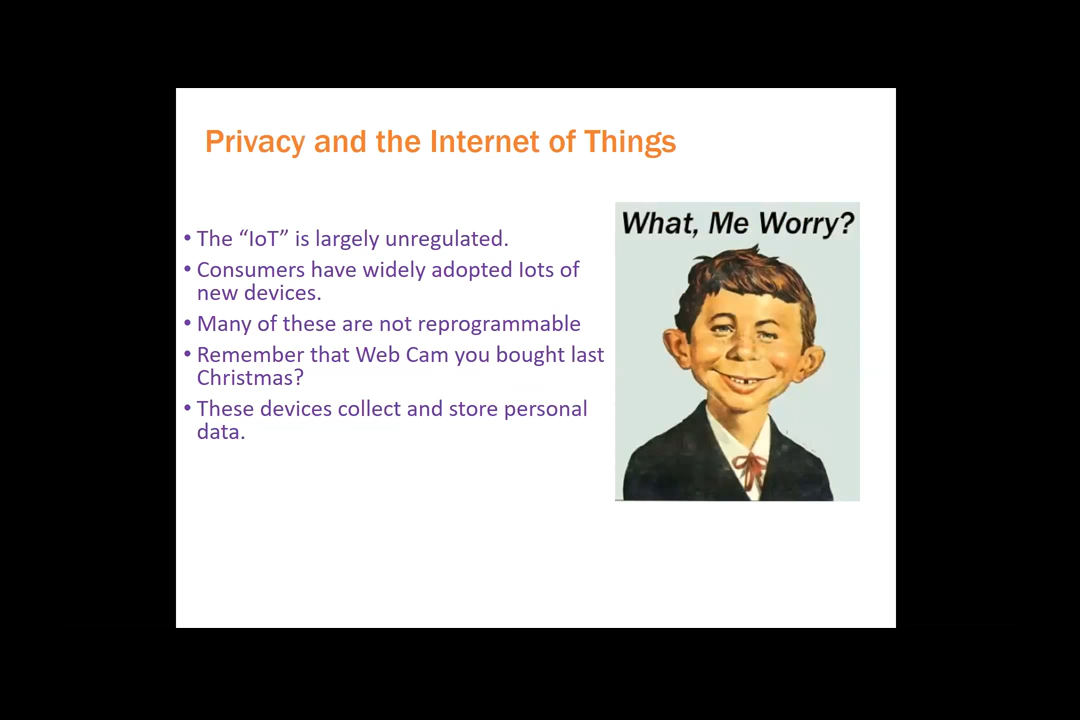 Privacy and the Internet of Things
What, Me Worry?
• The “IoT” is largely unregulated.
• Consumers have widely adopted Iots of
new devices.
• Many of these are not reprogrammable
• Remember that Web Cam you bought last
Christmas?
• These devices collect and store personal
data.